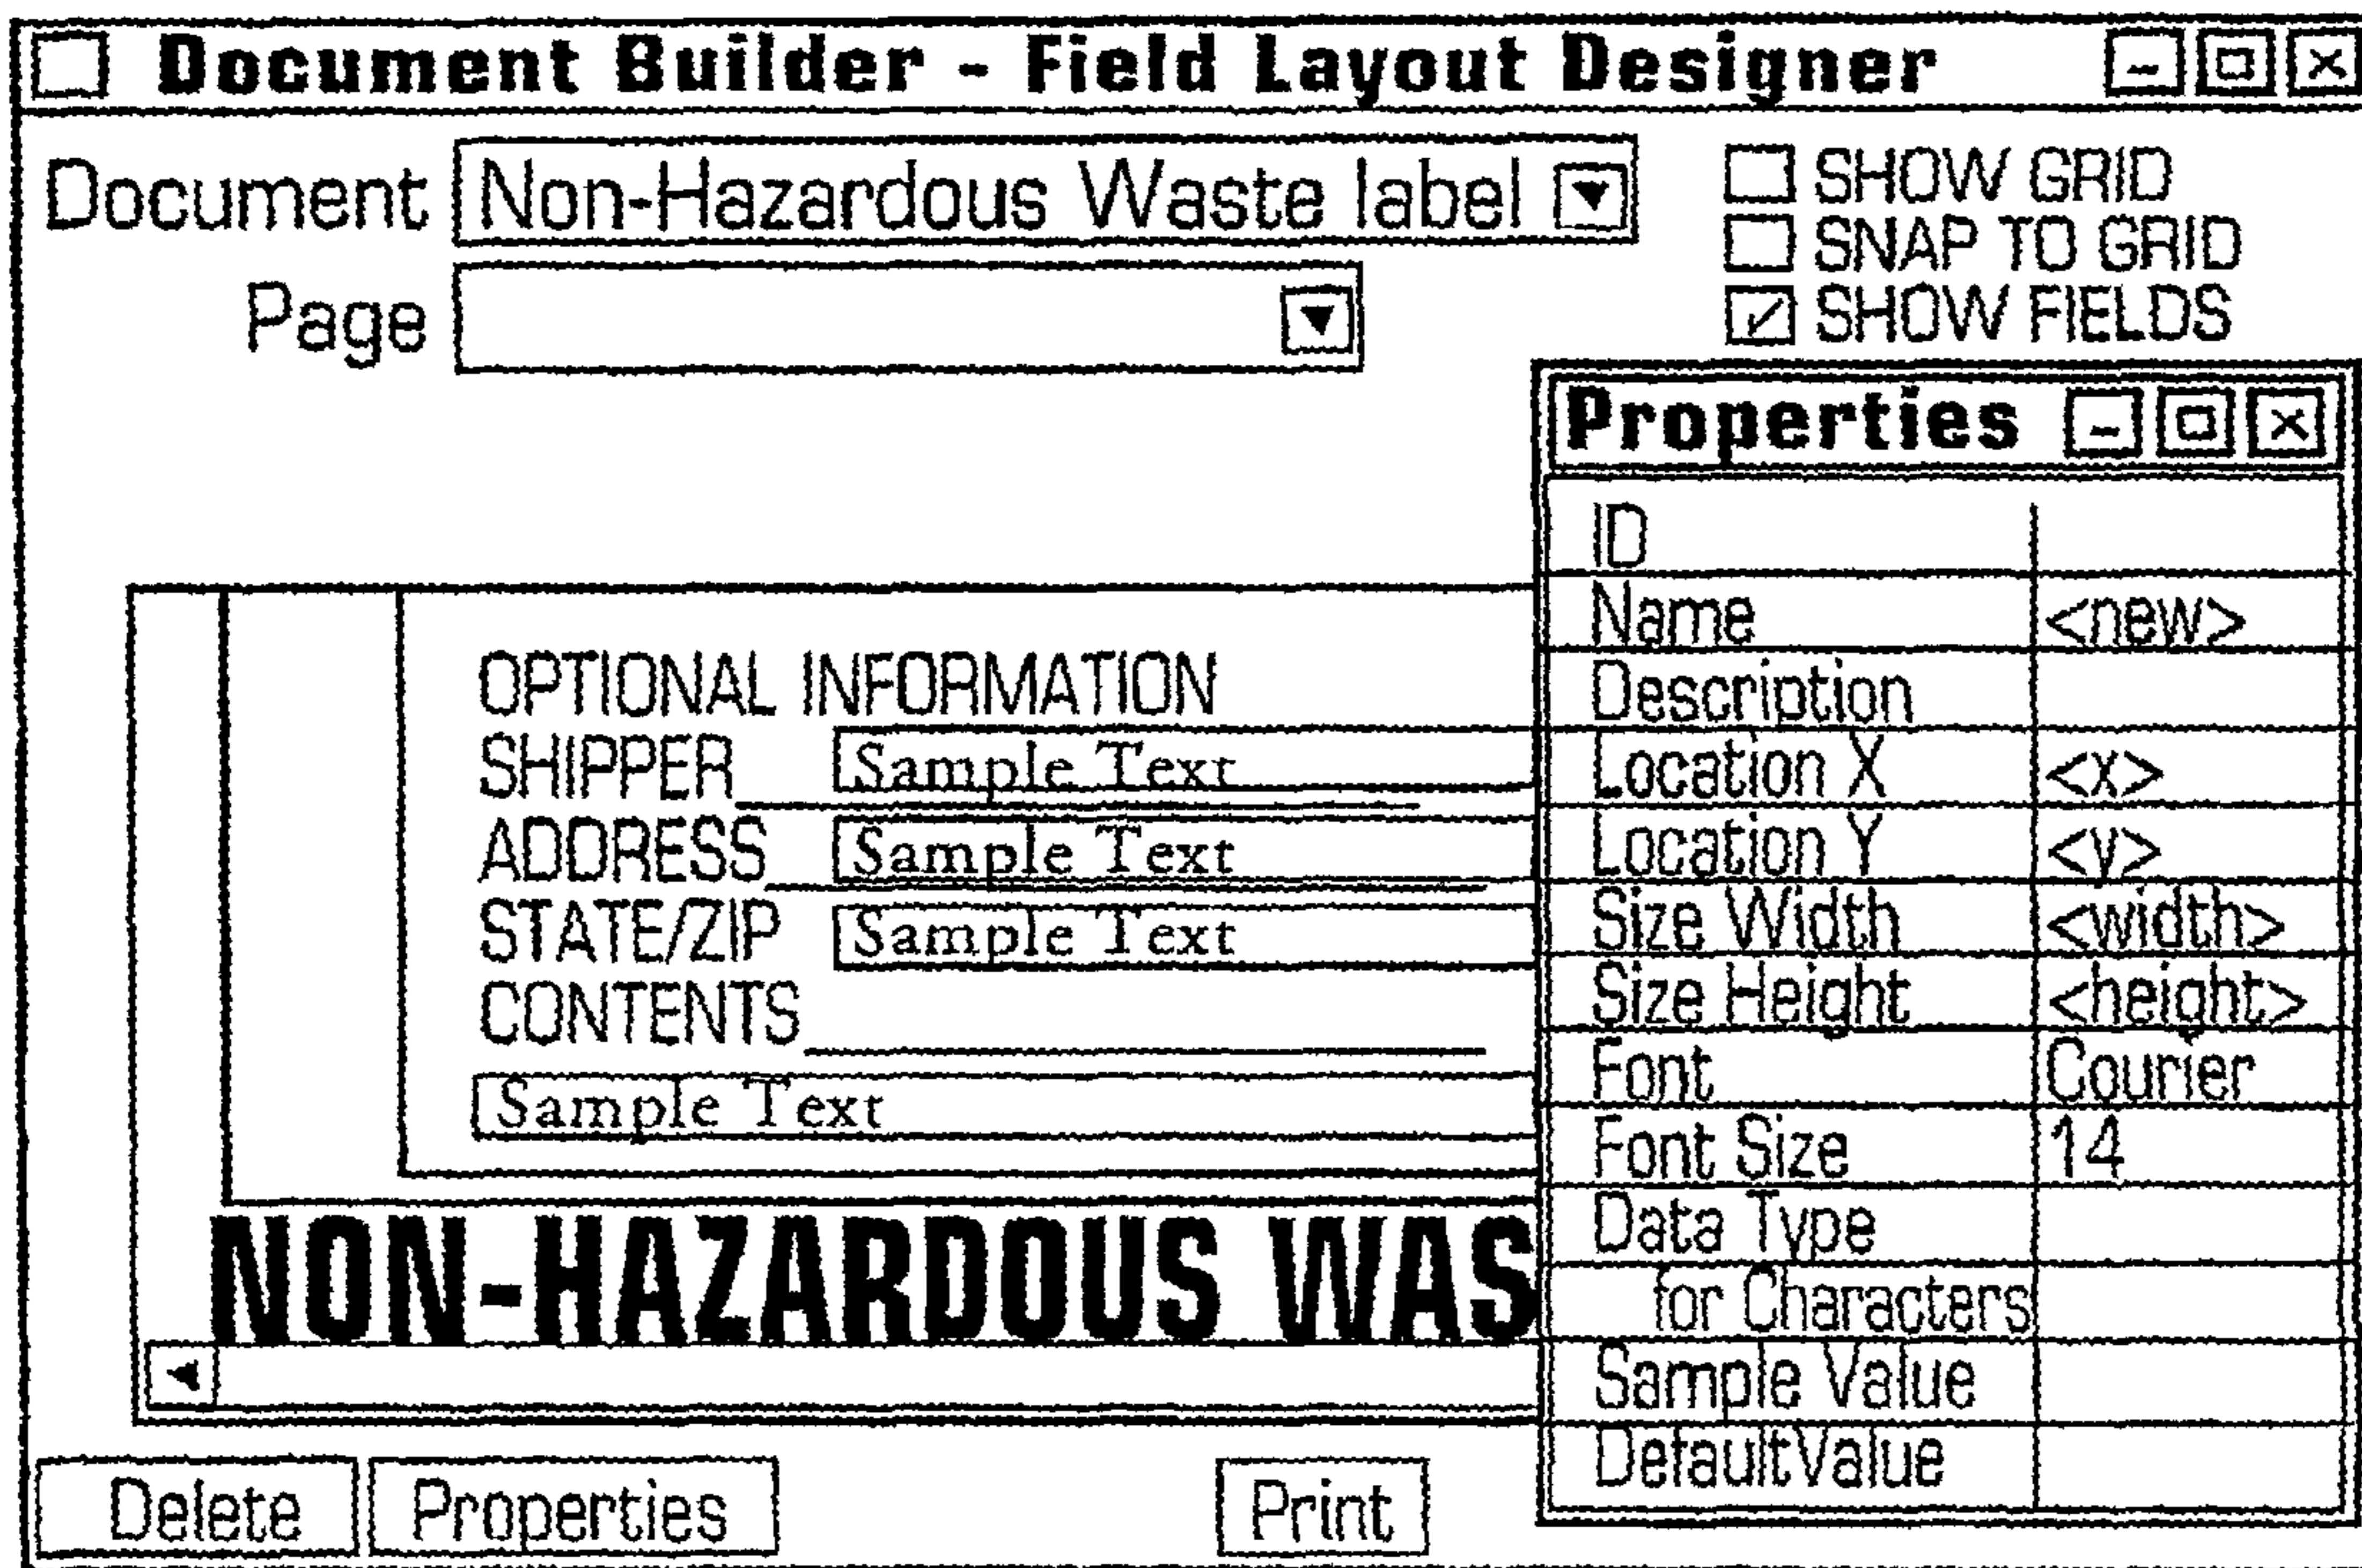 Document Builder - Field Layout Designer
Document Non-Hazardous Waste label
Page
SHOW GRID
SNAP TO GRID
SHOW FIELDS
OPTIONAL INFORMATION
SHIPPER Sample Text
ADDRESS Sample Text
STATE/ZIP Sample Text
CONTENTS
Sample Text
NON-HAZARDOUS WAS
Delete Properties Print
Properties
ID
Name <new>
Description
Location X <x>
Location Y <y>
Size Width <width>
Size Height <height>
Font Courier
Font Size 14
Data Type
for Characters
Sample Value
DefaultValue